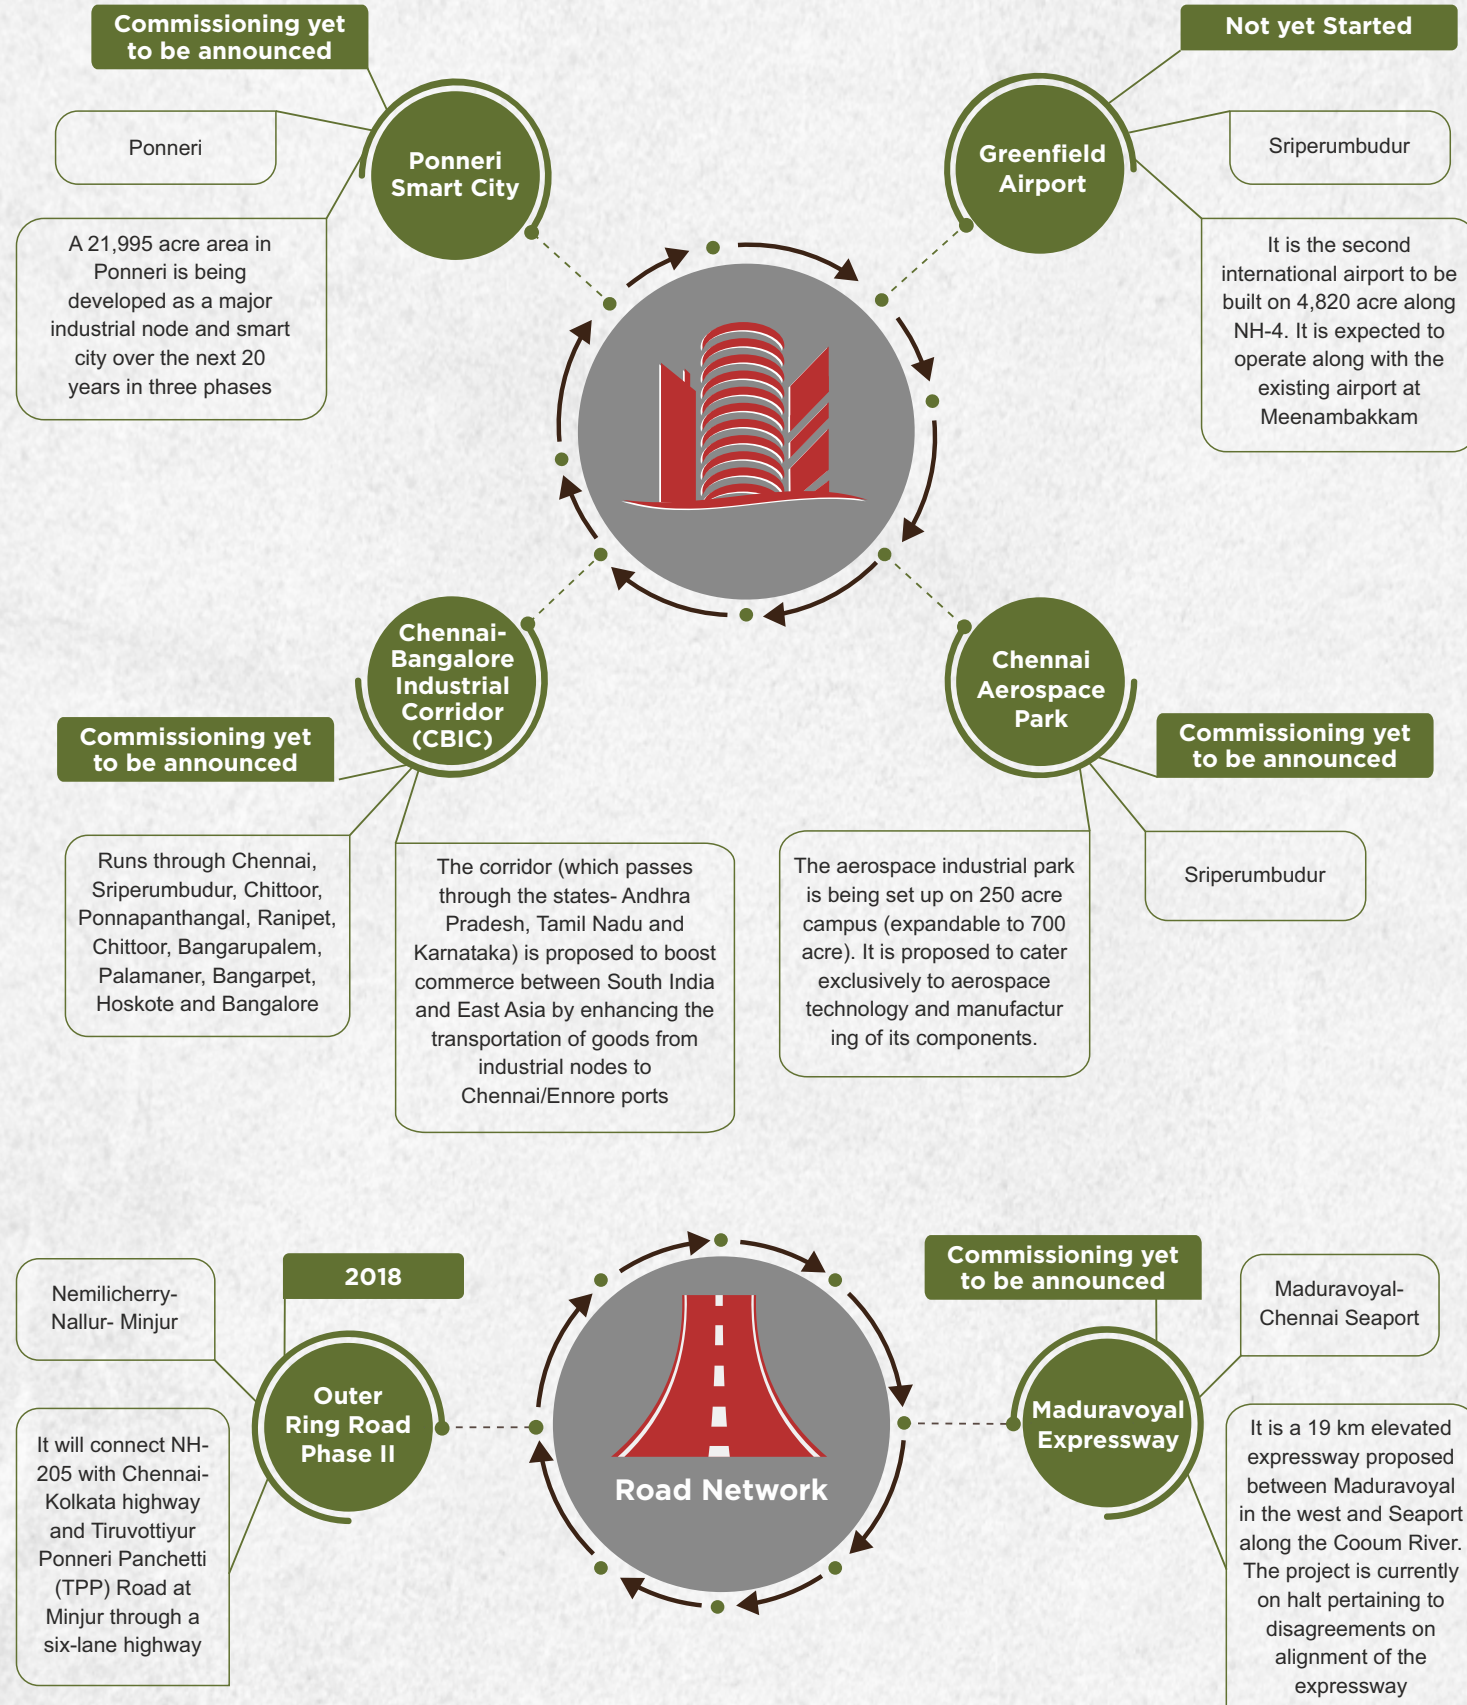 Commissioning yet
to be announced
Ponneri
A 21,995 acre area in
Ponneri is being
developed as a major
industrial node and smart
city over the next 20
years in three phases
Ponneri
Smart City
Not yet Started
Greenfield
Airport
Sriperumbudur
It is the second
international airport to be
built on 4,820 acre along
NH-4. It is expected to
operate along with the
existing airport at
Meenambakkam
Chennai-
Bangalore
Industrial
Corridor
(CBIC)
Commissioning yet
to be announced
Runs through Chennai,
Sriperumbudur, Chittoor,
Ponnapanthangal, Ranipet,
Chittoor, Bangarupalem,
Palamaner, Bangarpet,
Hoskote and Bangalore
The corridor (which passes
through the states- Andhra
Pradesh, Tamil Nadu and
Karnataka) is proposed to boost
commerce between South India
and East Asia by enhancing the
transportation of goods from
industrial nodes to
Chennai/Ennore ports
Chennai
Aerospace
Park
Commissioning yet
to be announced
The aerospace industrial park
is being set up on 250 acre
campus (expandable to 700
acre). It is proposed to cater
exclusively to aerospace
technology and manufactur
ing of its components.
Sriperumbudur
Nemilicherry-
Nallur- Minjur
2018
Outer
Ring Road
Phase II
It will connect NH-
205 with Chennai-
Kolkata highway
and Tiruvottiyur
Ponneri Panchetti
(TPP) Road at
Minjur through a
six-lane highway
Road Network
Commissioning yet
to be announced
Maduravoyal
Expressway
Maduravoyal-
Chennai Seaport
It is a 19 km elevated
expressway proposed
between Maduravoyal
in the west and Seaport
along the Cooum River.
The project is currently
on halt pertaining to
disagreements on
alignment of the
expressway